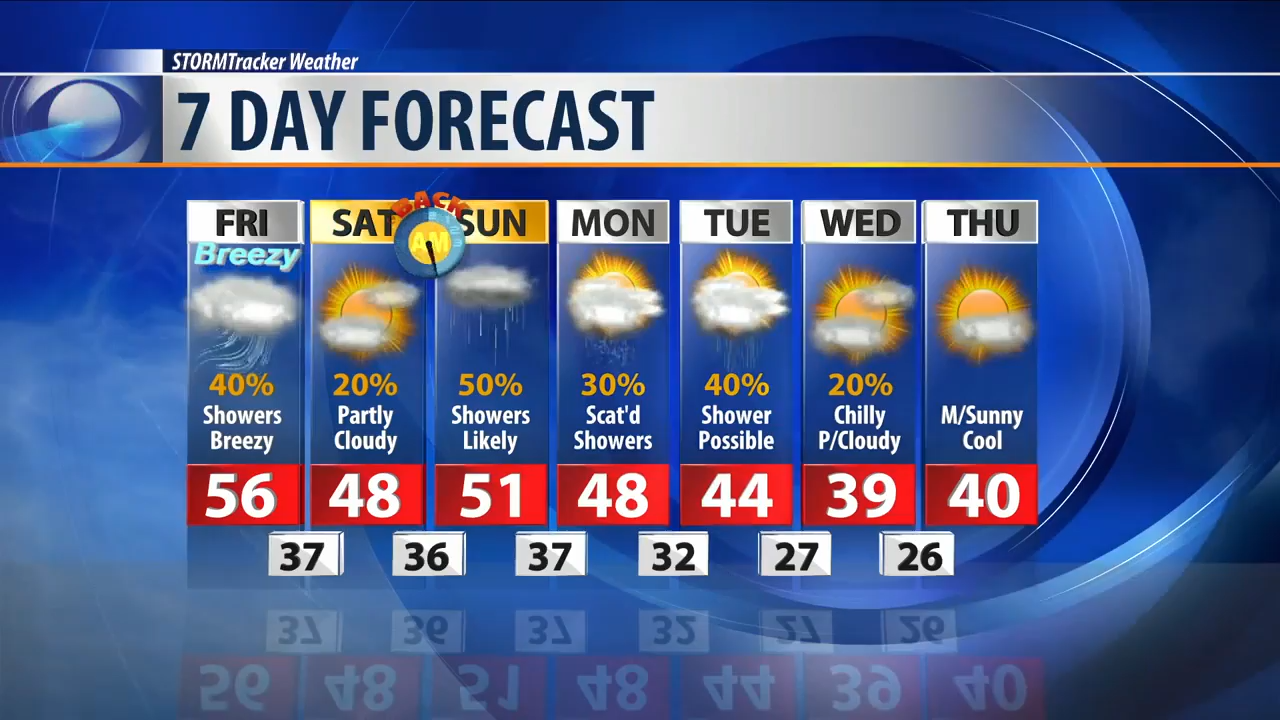 STORMTracker Weather
7 DAY FORECAST
FRI
SAT
BACK
AM
SUN
MON
TUE
WED
THU
Breezy
40%
20%
50%
30%
40%
20%
Showers
Breezy
Partly
Cloudy
Showers
Likely
Scat'd
Showers
Shower
Possible
Chilly
P/Cloudy
M/Sunny
Cool
56
48
51
48
44
39
40
37
36
37
32
27
26